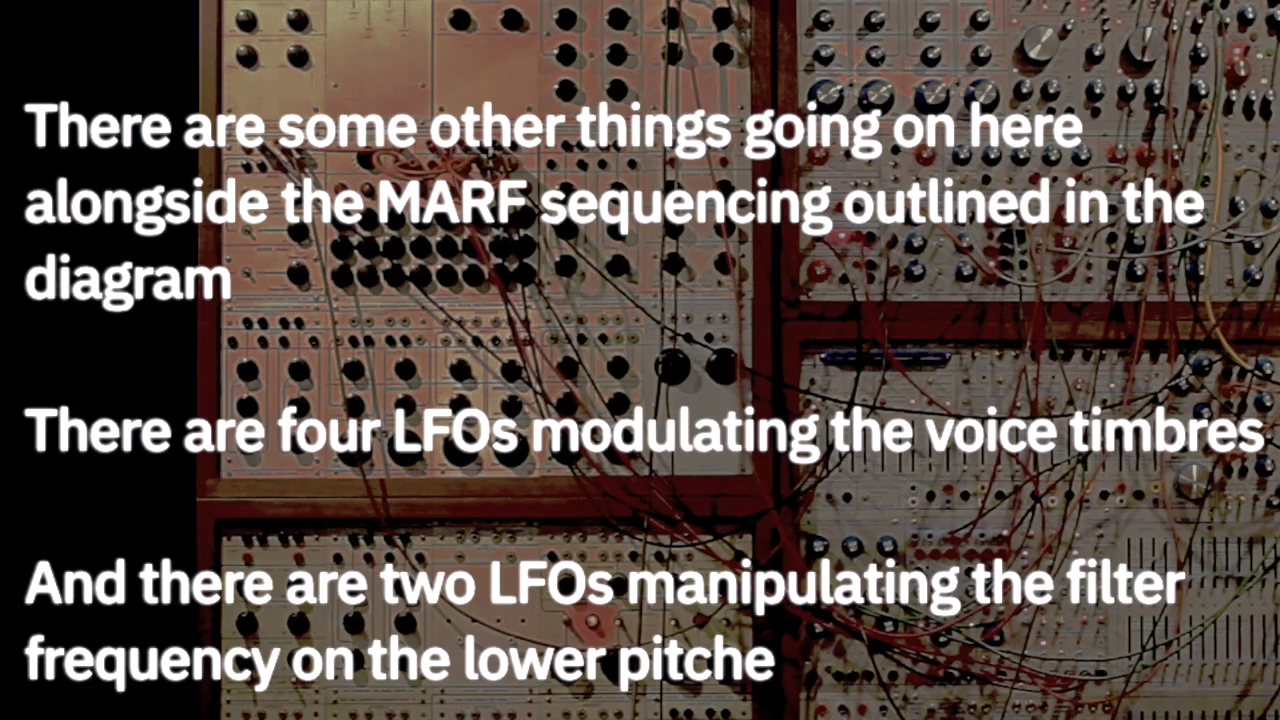 There are some other things going on here
alongside the MARF sequencing outlined in the
diagram
There are four LFOs modulating the voice timbres
And there are two LFOs manipulating the filter
frequency on the lower pitche